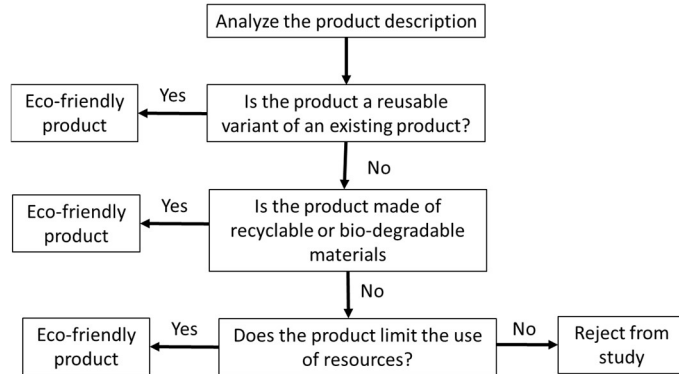 Analyze the product description
Eco-friendly
product
Yes
Is the product a reusable
variant of an existing product?
No
Eco-friendly
product
Yes
Is the product made of
recyclable or bio-degradable
materials
No
Eco-friendly
product
Yes
Does the product limit the use
of resources?
No
Reject from
study